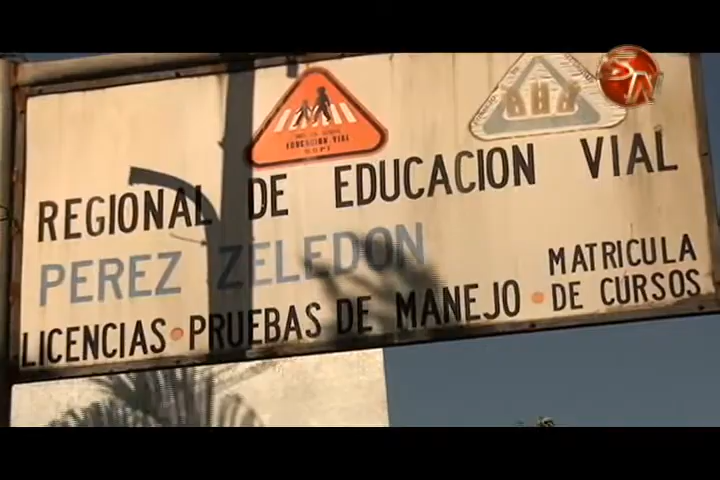 EDUCACION VIAL
REGIONAL DE EDUCACION VIAL
PEREZ ZELEDON
MATRICULA
LICENCIAS • PRUEBAS DE MANEJO • DE CURSOS